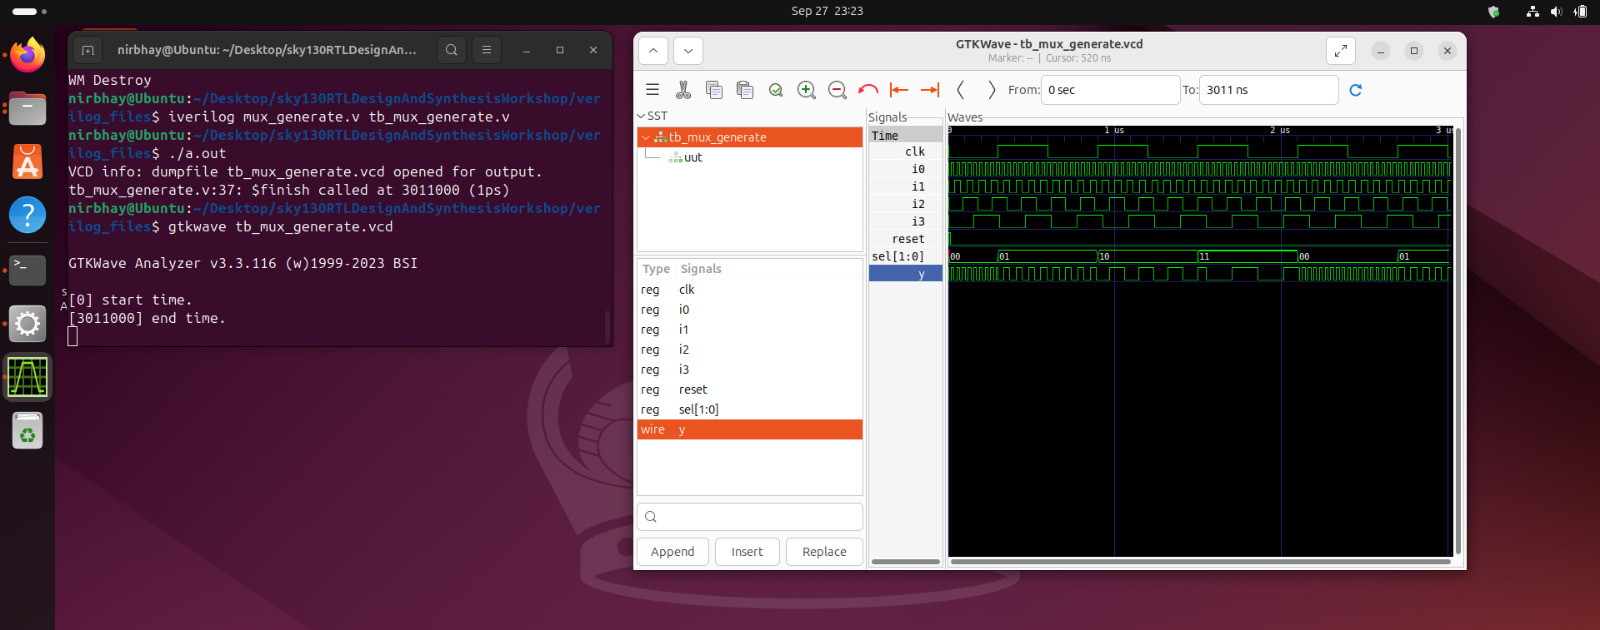 Sep 27 23:23
nirbhay@Ubuntu: ~/Desktop/sky130RTLDesignAn...
WM Destroy
nirbhay@Ubuntu:~/Desktop/sky130RTLDesignAndSynthesisWorkshop/ver
ilog_files$ iverilog mux_generate.v tb_mux_generate.v
nirbhay@Ubuntu:~/Desktop/sky130RTLDesignAndSynthesisWorkshop/ver
ilog_files$ ./a.out
VCD info: dumpfile tb_mux_generate.vcd opened for output.
tb_mux_generate.v:37: $finish called at 3011000 (1ps)
nirbhay@Ubuntu:~/Desktop/sky130RTLDesignAndSynthesisWorkshop/ver
ilog_files$ gtkwave tb_mux_generate.vcd
GTKWave Analyzer v3.3.116 (w)1999-2023 BSI
[0] start time.
[3011000] end time.
s
A
GTKWave - tb_mux_generate.vcd
Marker: -- | Cursor: 520 ns
From: 0 sec To: 3011 ns
SST
tb_mux_generate
uut
Type Signals
reg clk
reg i0
reg i1
reg i2
reg i3
reg reset
reg sel[1:0]
wire y
Append Insert Replace
Signals
Time
clk
i0
i1
i2
i3
reset
sel[1:0]
y
Waves
0 1 us 2 us 3 us
00 01 10 11 00 01